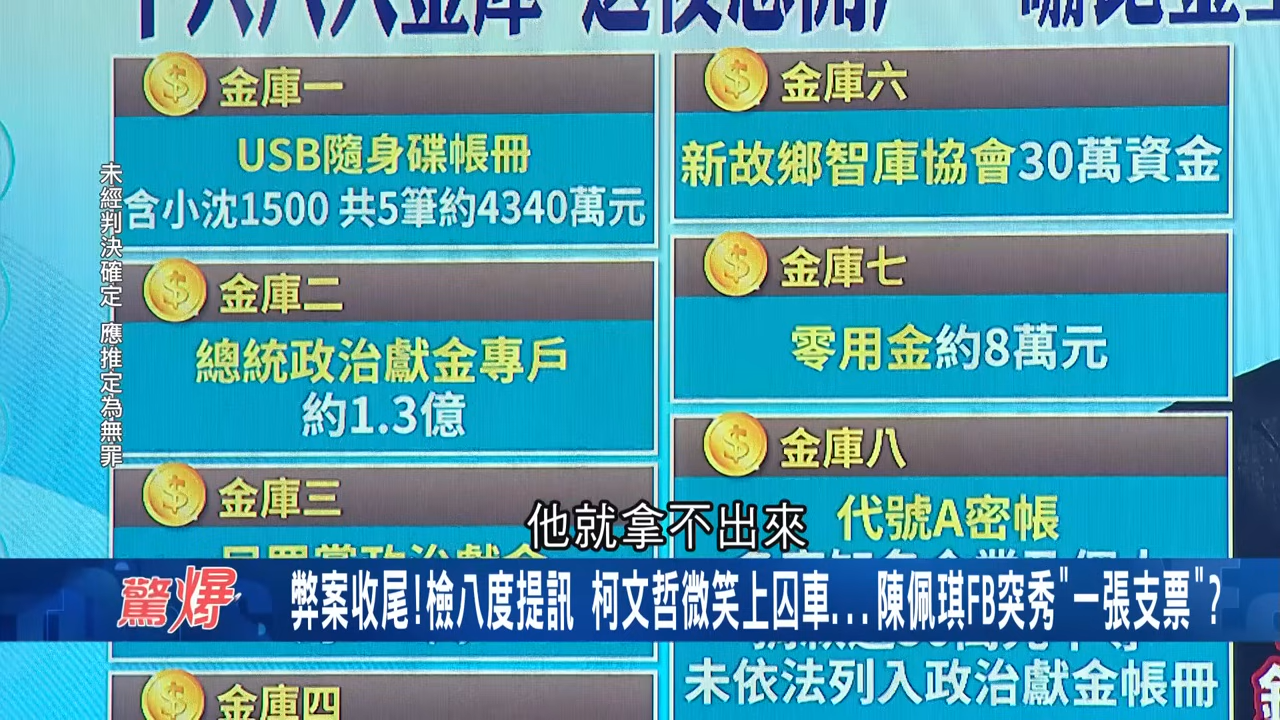 金庫一
USB隨身碟帳冊
含小沈1500 共5筆約4340萬元
金庫二
總統政治獻金專戶
約1.3億
金庫三
金庫四
金庫六
新故鄉智庫協會30萬資金
金庫七
零用金約8萬元
金庫八
代號A密帳
未依法列入政治獻金帳冊
未經判決確定 應推定為無罪
他就拿不出來
驚爆
弊案收尾!檢八度提訊 柯文哲微笑上囚車...陳佩琪FB突秀"一張支票"?